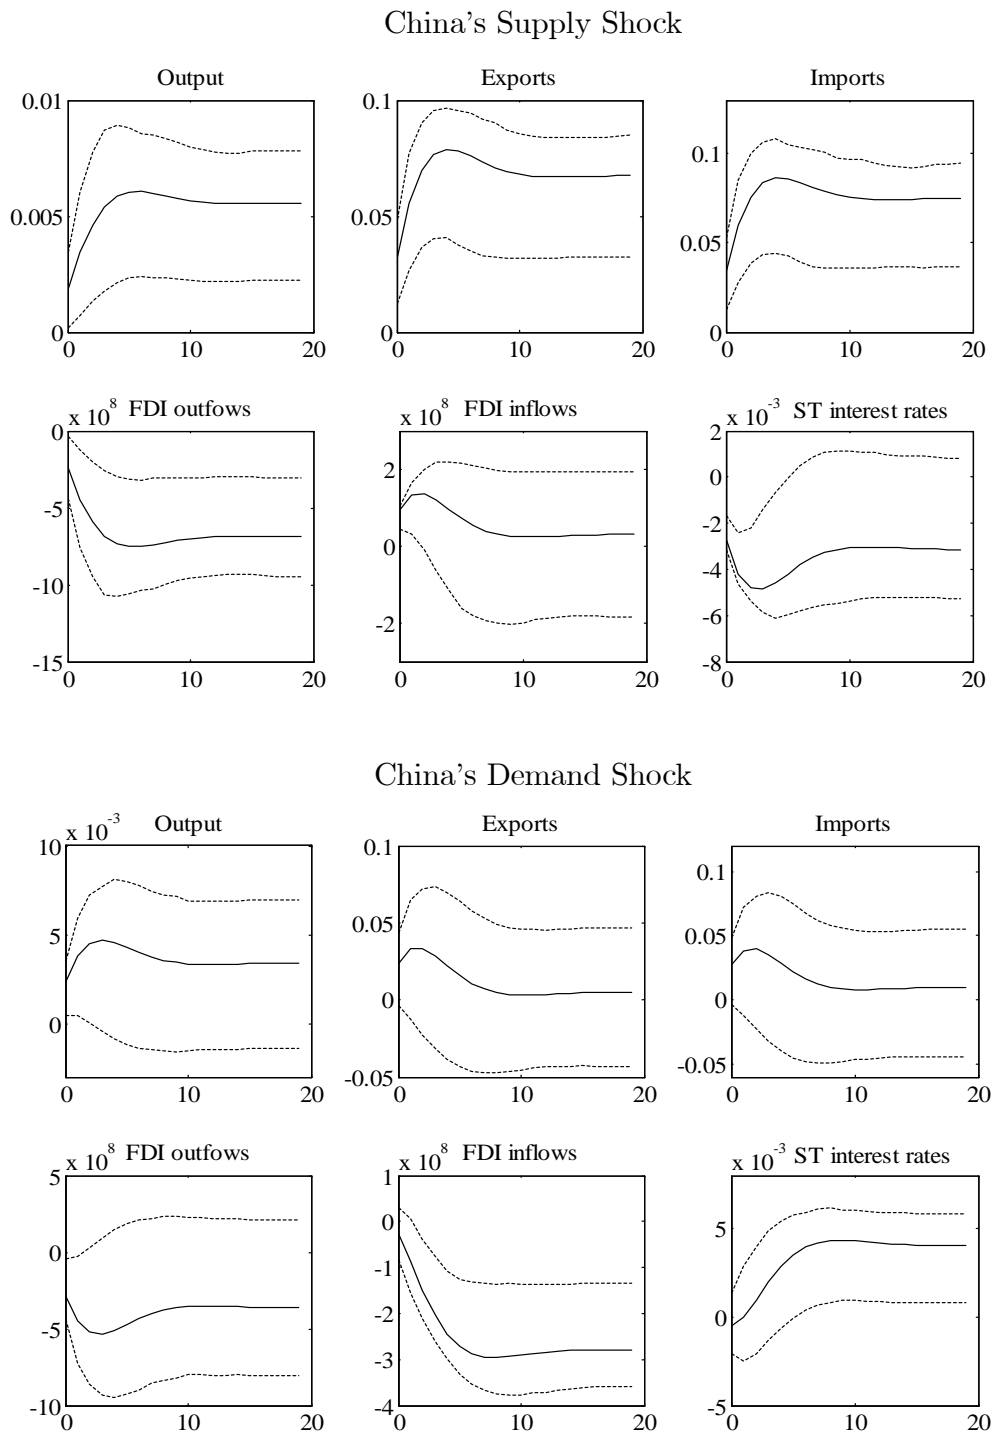 China's Supply Shock
Output
0.01
0.005
0
0 10 20
Exports
0.1
0.05
0
0 10 20
Imports
0.1
0.05
0
0 10 20
x 10^8 FDI outfows
0
-5
-10
-15
0 10 20
x 10^8 FDI inflows
2
0
-2
0 10 20
x 10^-3 ST interest rates
2
0
-2
-4
-6
-8
0 10 20
China's Demand Shock
x 10^-3 Output
10
5
0
0 10 20
Exports
0.1
0.05
0
-0.05
0 10 20
Imports
0.1
0.05
0
-0.05
0 10 20
x 10^8 FDI outfows
5
0
-5
-10
0 10 20
x 10^8 FDI inflows
1
0
-1
-2
-3
-4
0 10 20
x 10^-3 ST interest rates
5
0
-5
0 10 20